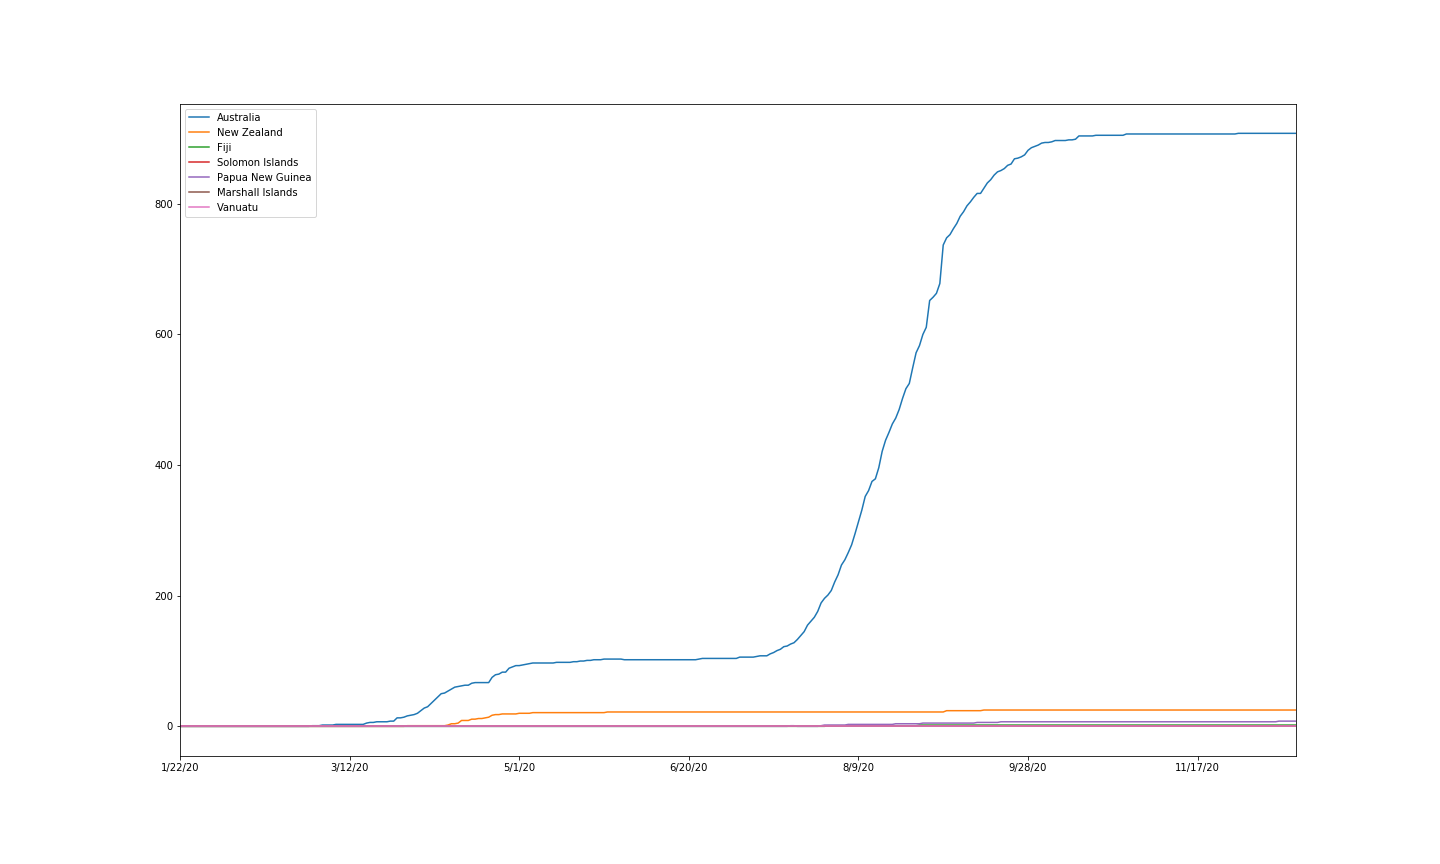 Australia
New Zealand
Fiji
Solomon Islands
Papua New Guinea
Marshall Islands
Vanuatu
800
600
400
200
0
1/22/20
3/12/20
5/1/20
6/20/20
8/9/20
9/28/20
11/17/20